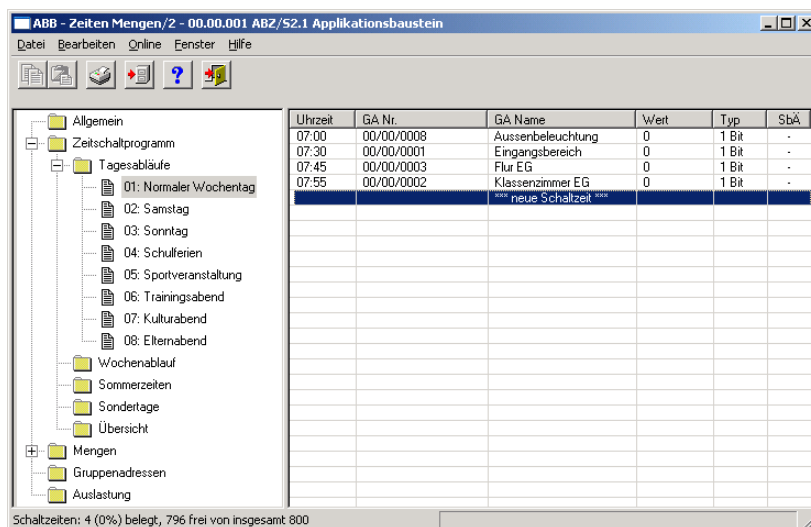 ABB - Zeiten Mengen/2 - 00.00.001 ABZ/S2.1 Applikationsbaustein
Datei Bearbeiten Online Fenster Hilfe
Allgemein
Zeitschaltprogramm
Tagesabläufe
01: Normaler Wochentag
02: Samstag
03: Sonntag
04: Schulferien
05: Sportveranstaltung
06: Trainingsabend
07: Kulturabend
08: Elternabend
Wochenablauf
Sommerzeiten
Sondertage
Übersicht
Mengen
Gruppenadressen
Auslastung
Uhrzeit GA Nr. GA Name Wert Typ SbÄ
07:00 00/00/0008 Aussenbeleuchtung 0 1 Bit -
07:30 00/00/0001 Eingangsbereich 0 1 Bit -
07:45 00/00/0003 Flur EG 0 1 Bit -
07:55 00/00/0002 Klassenzimmer EG 0 1 Bit -
*** neue Schaltzeit ***
Schaltzeiten: 4 (0%) belegt, 796 frei von insgesamt 800